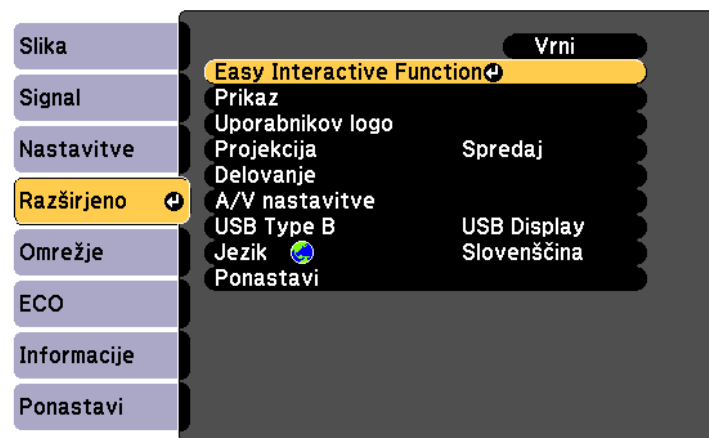 Slika
Signal
Nastavitve
Razširjeno
Omrežje
ECO
Informacije
Ponastavi
Vrni
Easy Interactive Function
Prikaz
Uporabnikov logo
Projekcija Spredaj
Delovanje
A/V nastavitve
USB Type B USB Display
Jezik Slovenščina
Ponastavi